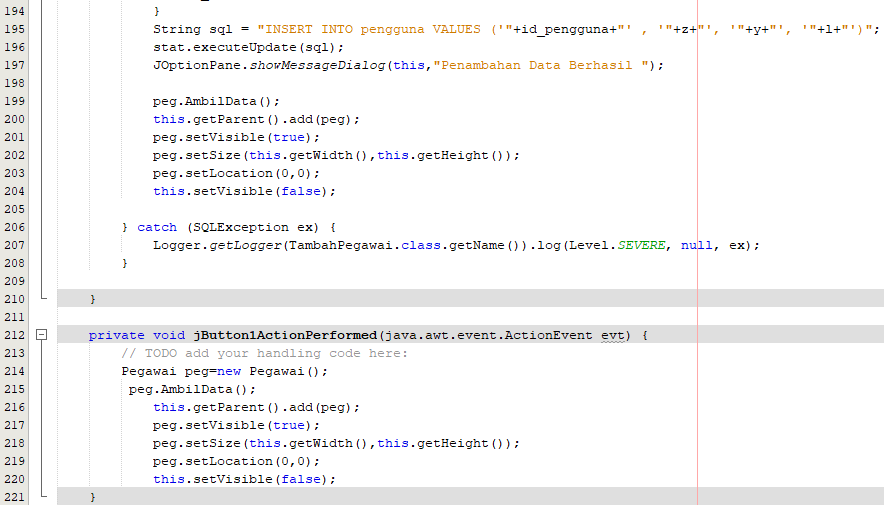 194 }
195 String sql = "INSERT INTO pengguna VALUES ('"+id_pengguna+"' , '"+z+"', '"+y+"', '"+l+"')";
196 stat.executeUpdate(sql);
197 JOptionPane.showMessageDialog(this,"Penambahan Data Berhasil ");
198
199 peg.AmbilData();
200 this.getParent().add(peg);
201 peg.setVisible(true);
202 peg.setSize(this.getWidth(),this.getHeight());
203 peg.setLocation(0,0);
204 this.setVisible(false);
205
206 } catch (SQLException ex) {
207 Logger.getLogger(TambahPegawai.class.getName()).log(Level.SEVERE, null, ex);
208 }
209
210 }
211
212 private void jButton1ActionPerformed(java.awt.event.ActionEvent evt) {
213 // TODO add your handling code here:
214 Pegawai peg=new Pegawai();
215 peg.AmbilData();
216 this.getParent().add(peg);
217 peg.setVisible(true);
218 peg.setSize(this.getWidth(),this.getHeight());
219 peg.setLocation(0,0);
220 this.setVisible(false);
221 }